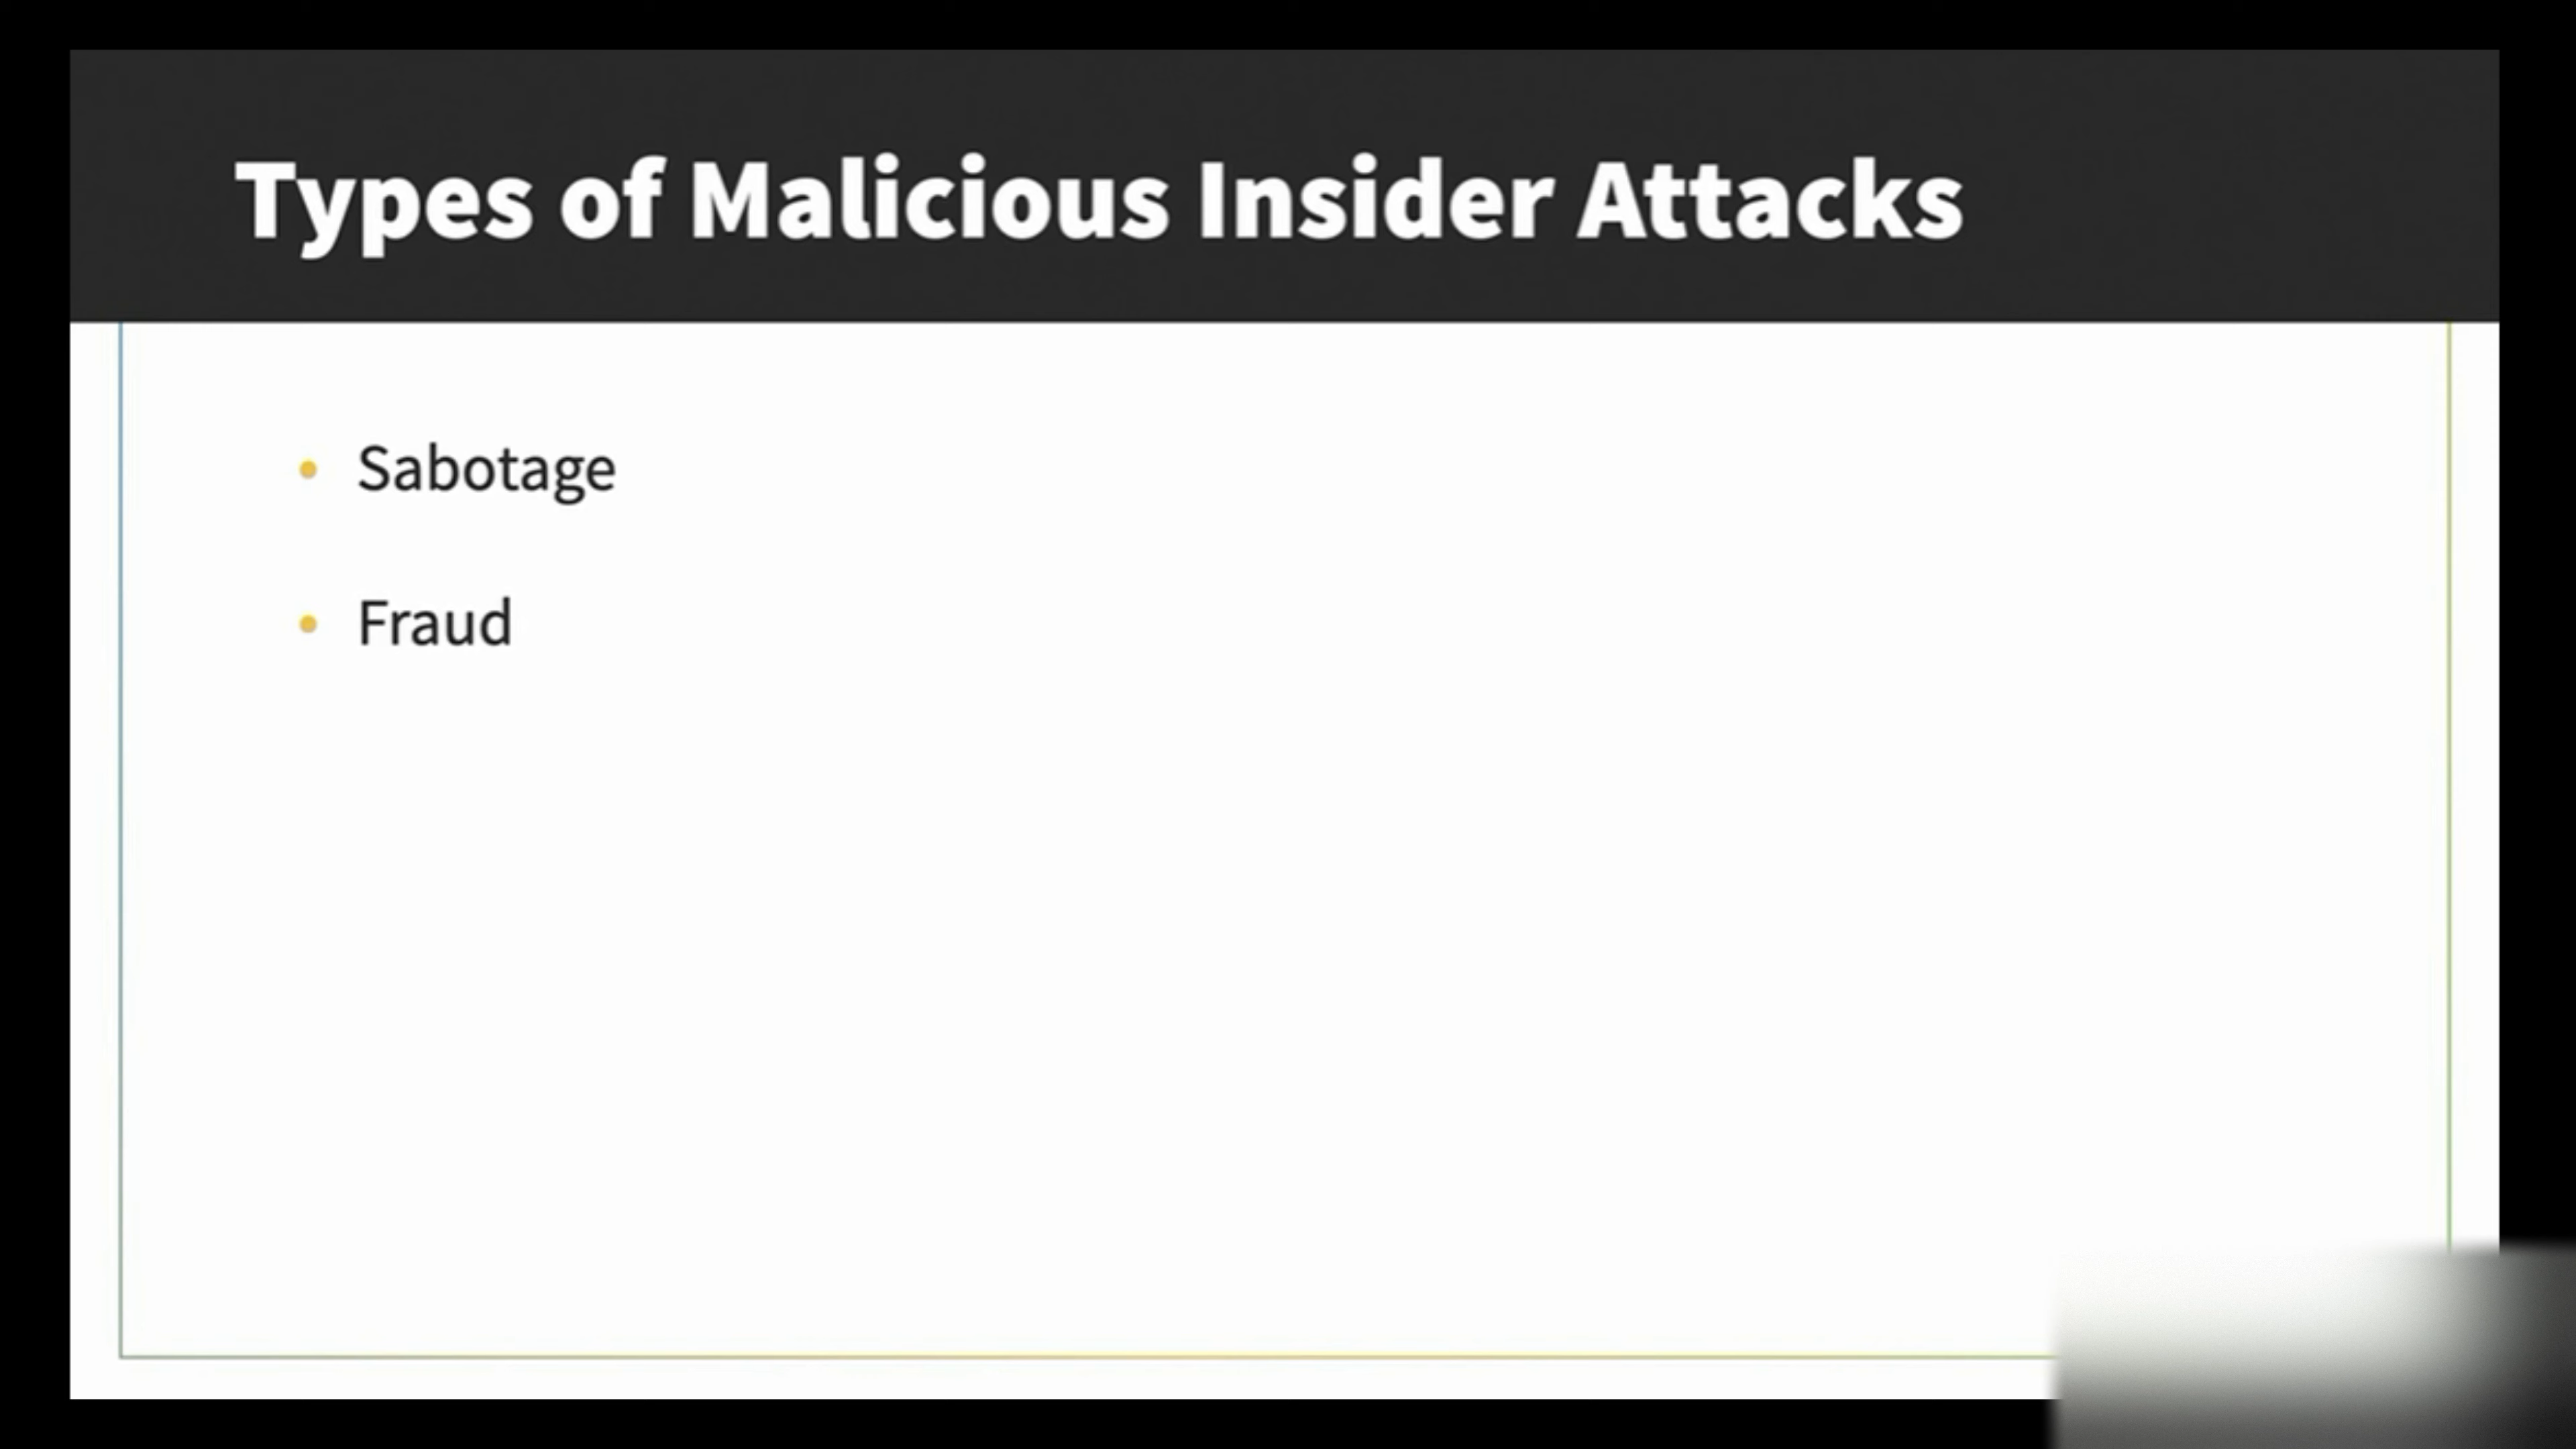 Types of Malicious Insider Attacks
• Sabotage
• Fraud